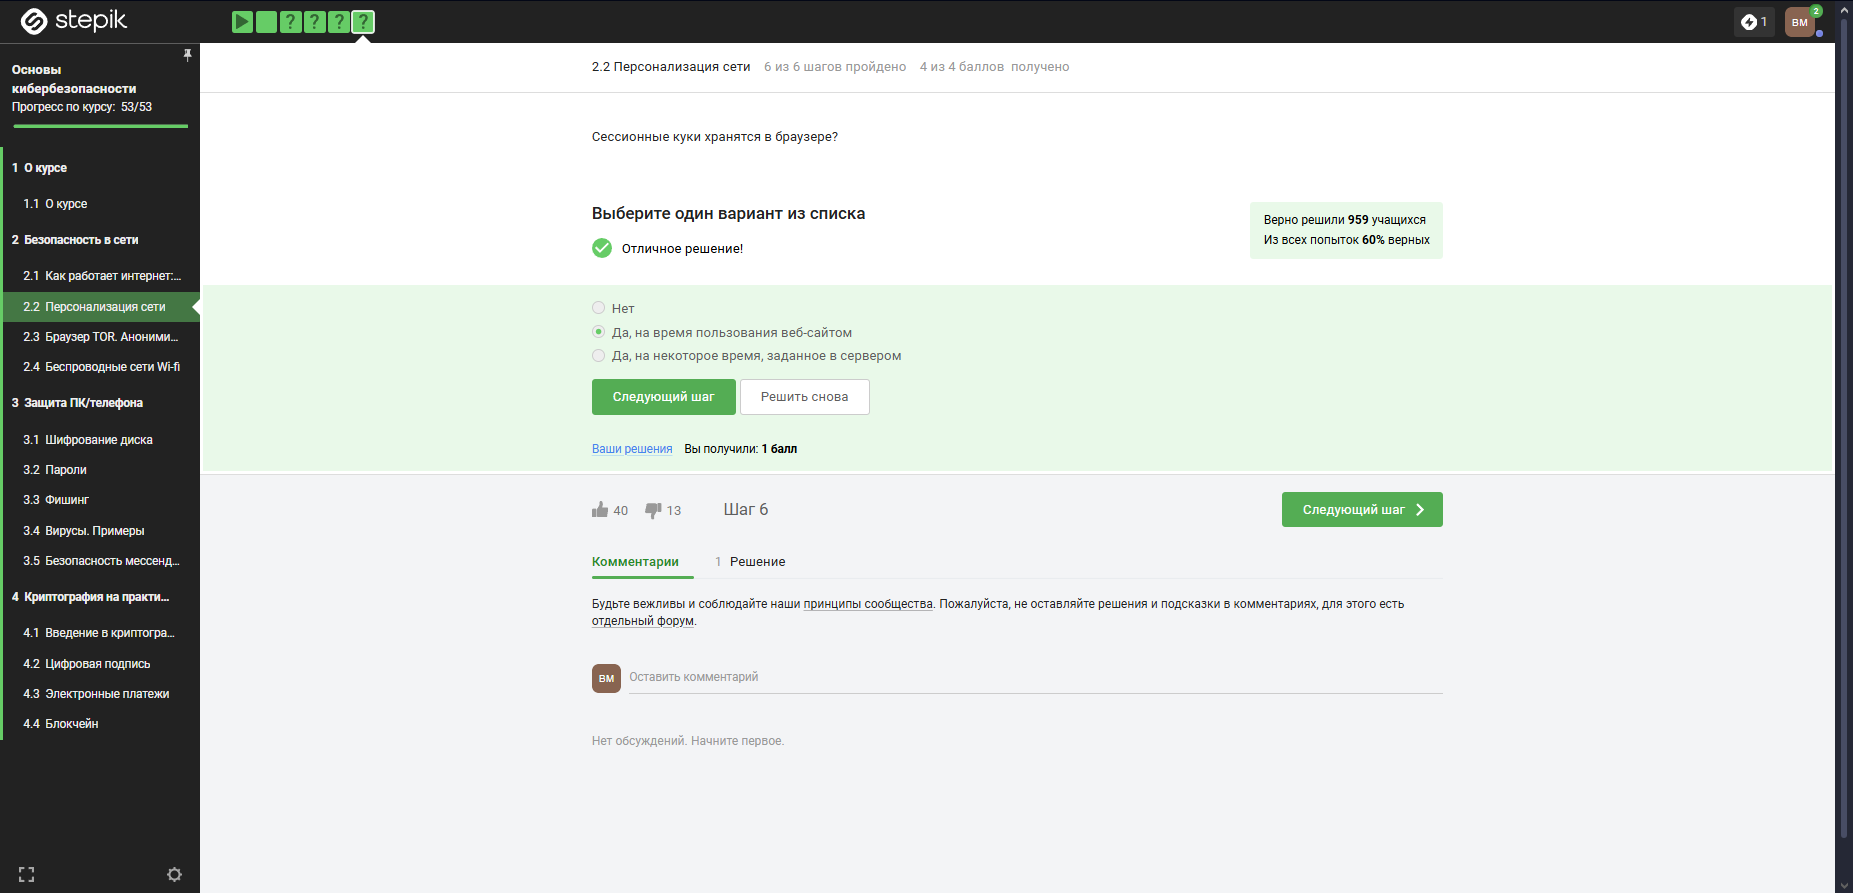 stepik
? ? ? ?
1
ВМ
2
Основы
кибербезопасности
Прогресс по курсу: 53/53
1 О курсе
1.1 О курсе
2 Безопасность в сети
2.1 Как работает интернет:...
2.2 Персонализация сети
2.3 Браузер TOR. Аноними...
2.4 Беспроводные сети Wi-fi
3 Защита ПК/телефона
3.1 Шифрование диска
3.2 Пароли
3.3 Фишинг
3.4 Вирусы. Примеры
3.5 Безопасность мессенд...
4 Криптография на практи...
4.1 Введение в криптогра...
4.2 Цифровая подпись
4.3 Электронные платежи
4.4 Блокчейн
2.2 Персонализация сети 6 из 6 шагов пройдено 4 из 4 баллов получено
Сессионные куки хранятся в браузере?
Выберите один вариант из списка
Отличное решение!
Верно решили 959 учащихся
Из всех попыток 60% верных
Нет
Да, на время пользования веб-сайтом
Да, на некоторое время, заданное в сервером
Следующий шаг Решить снова
Ваши решения Вы получили: 1 балл
40 13 Шаг 6 Следующий шаг
Комментарии 1 Решение
Будьте вежливы и соблюдайте наши принципы сообщества. Пожалуйста, не оставляйте решения и подсказки в комментариях, для этого есть
отдельный форум.
ВМ Оставить комментарий
Нет обсуждений. Начните первое.